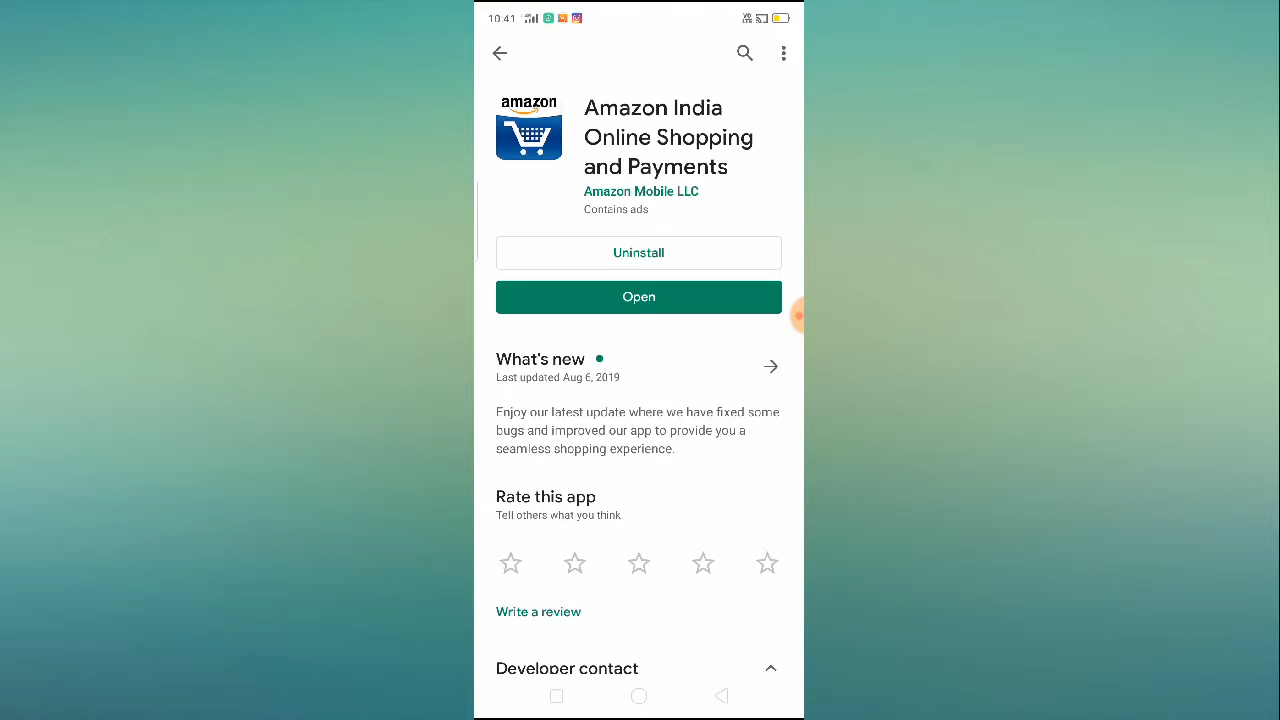 10:41
amazon
Amazon India
Online Shopping
and Payments
Amazon Mobile LLC
Contains ads
Uninstall
Open
What's new
Last updated Aug 6, 2019
Enjoy our latest update where we have fixed some
bugs and improved our app to provide you a
seamless shopping experience.
Rate this app
Tell others what you think
Write a review
Developer contact